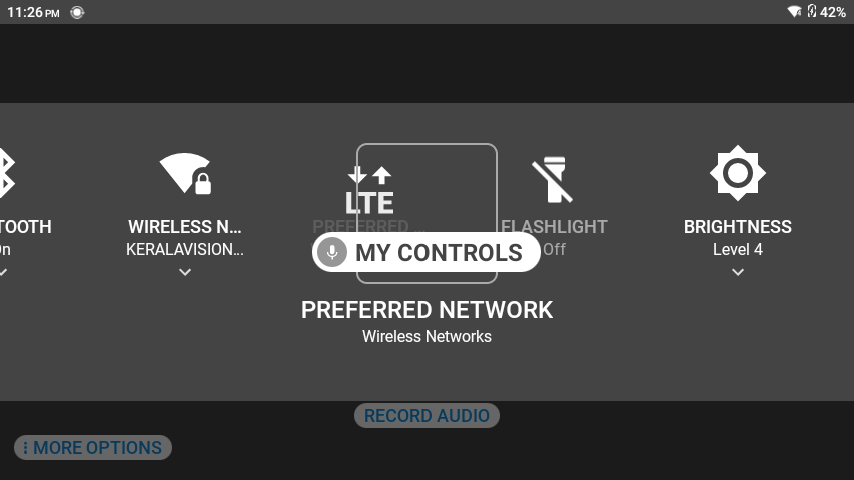 11:26 PM
42%
TOOTH
On
WIRELESS N...
KERALAVISION...
LTE
PREFERRED ...
FLASHLIGHT
Off
BRIGHTNESS
Level 4
MY CONTROLS
PREFERRED NETWORK
Wireless Networks
RECORD AUDIO
MORE OPTIONS